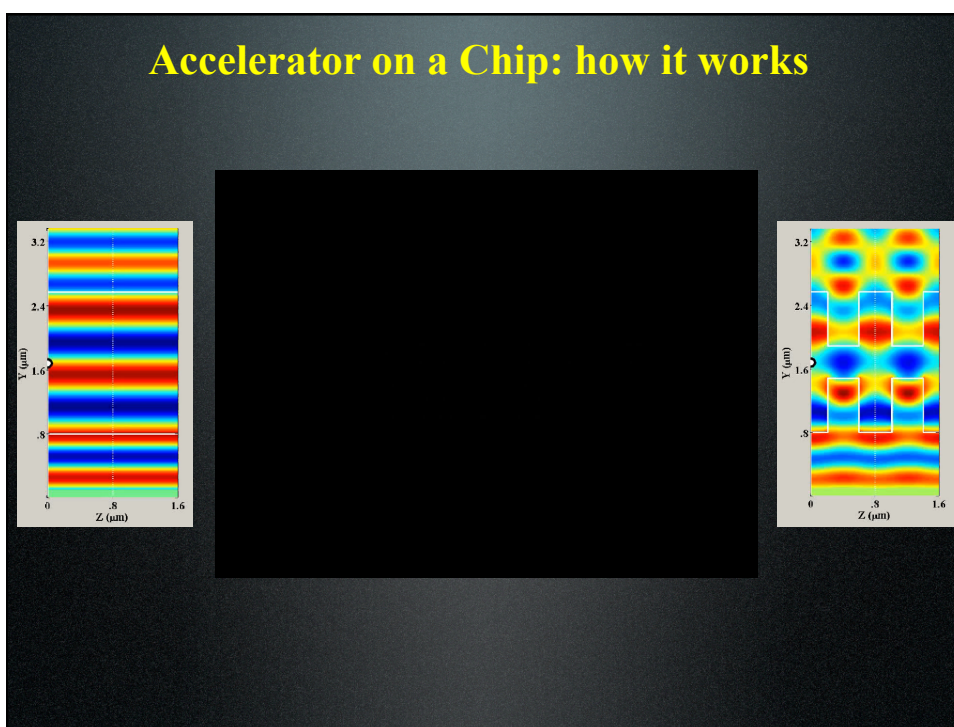 Accelerator on a Chip: how it works
3.2
2.4
1.6
.8
Y (μm)
0 .8 1.6
Z (μm)
3.2
2.4
1.6
.8
Y (μm)
0 .8 1.6
Z (μm)